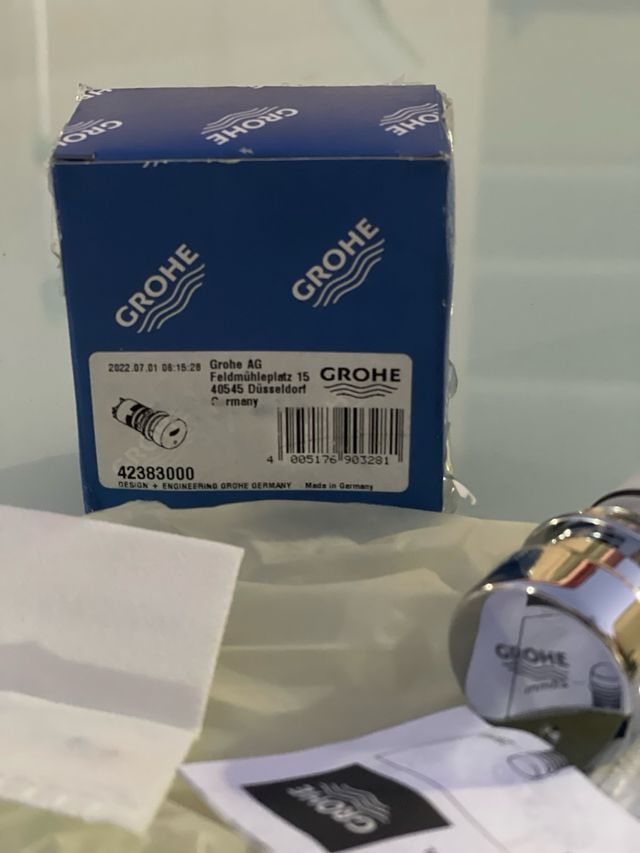 GROHE
GROHE
GROHE
GROHE
GROHE
2022.07.01 06:15:28
Grohe AG
Feldmühleplatz 15
40545 Düsseldorf
Germany
GROHE
4 005176 903281
42383000
DESIGN + ENGINEERING GROHE GERMANY Made in Germany
GROHE
GROHE